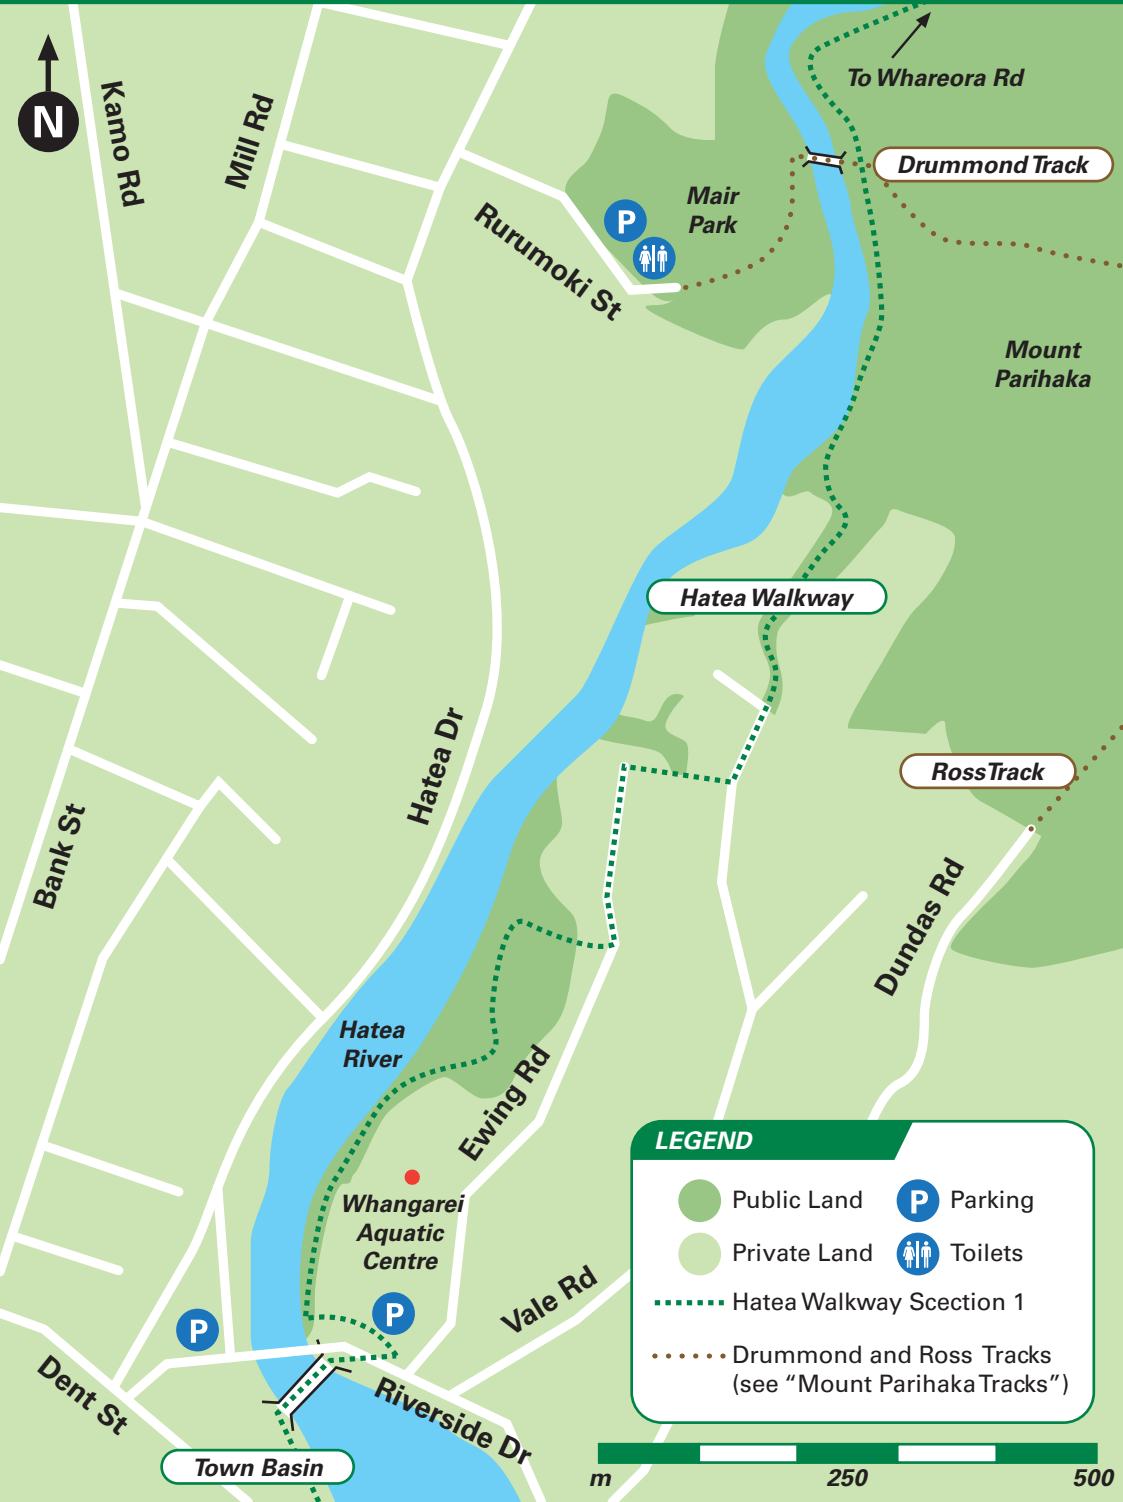 To Whareora Rd
N
Kamo Rd
Mill Rd
Drummond Track
Mair
Park
P
Rurumoki St
Mount
Parihaka
Hatea Walkway
Hatea Dr
Ross Track
Bank St
Dundas Rd
Hatea
River
Ewing Rd
Whangarei
Aquatic
Centre
Vale Rd
P
P
Dent St
Riverside Dr
Town Basin
LEGEND
Public Land
P Parking
Private Land
Toilets
Hatea Walkway Scection 1
Drummond and Ross Tracks
(see “Mount Parihaka Tracks”)
m 250 500